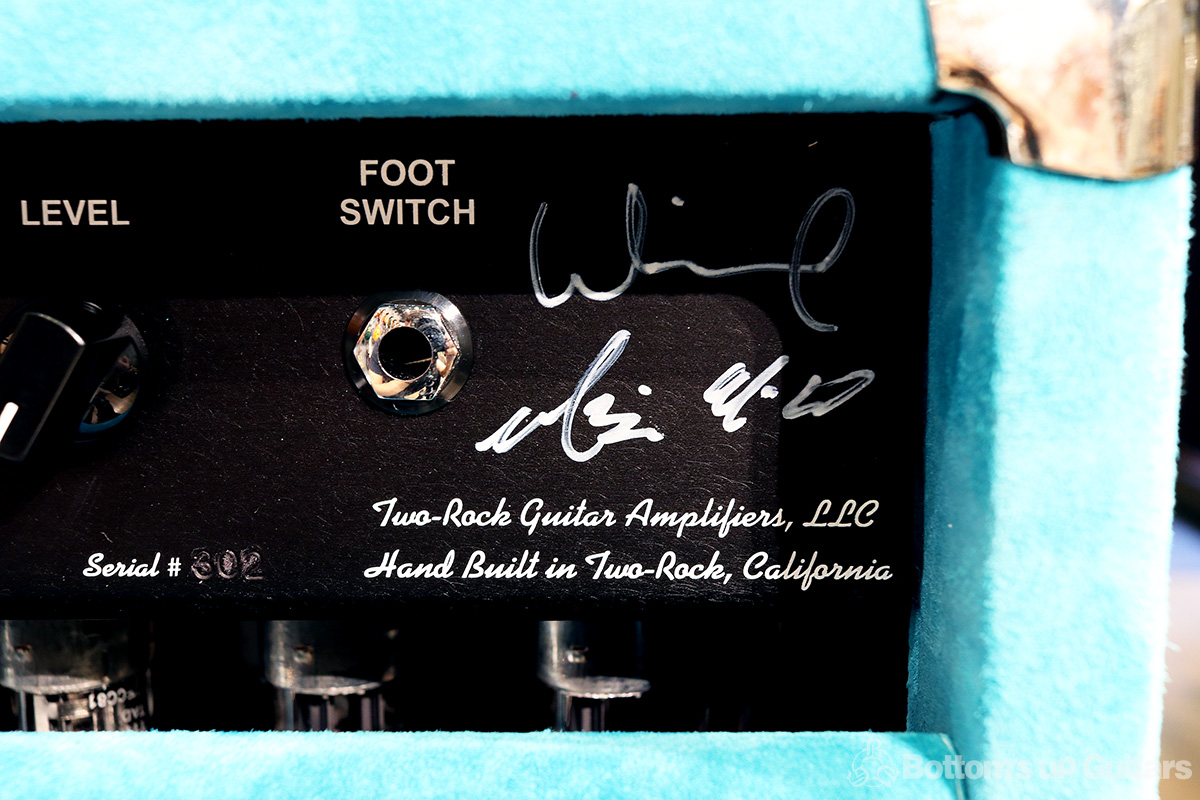 FOOT
SWITCH
LEVEL
Two-Rock Guitar Amplifiers, LLC
Hand Built in Two-Rock, California
Serial # 302
CC81
Bottom's uP Guitars